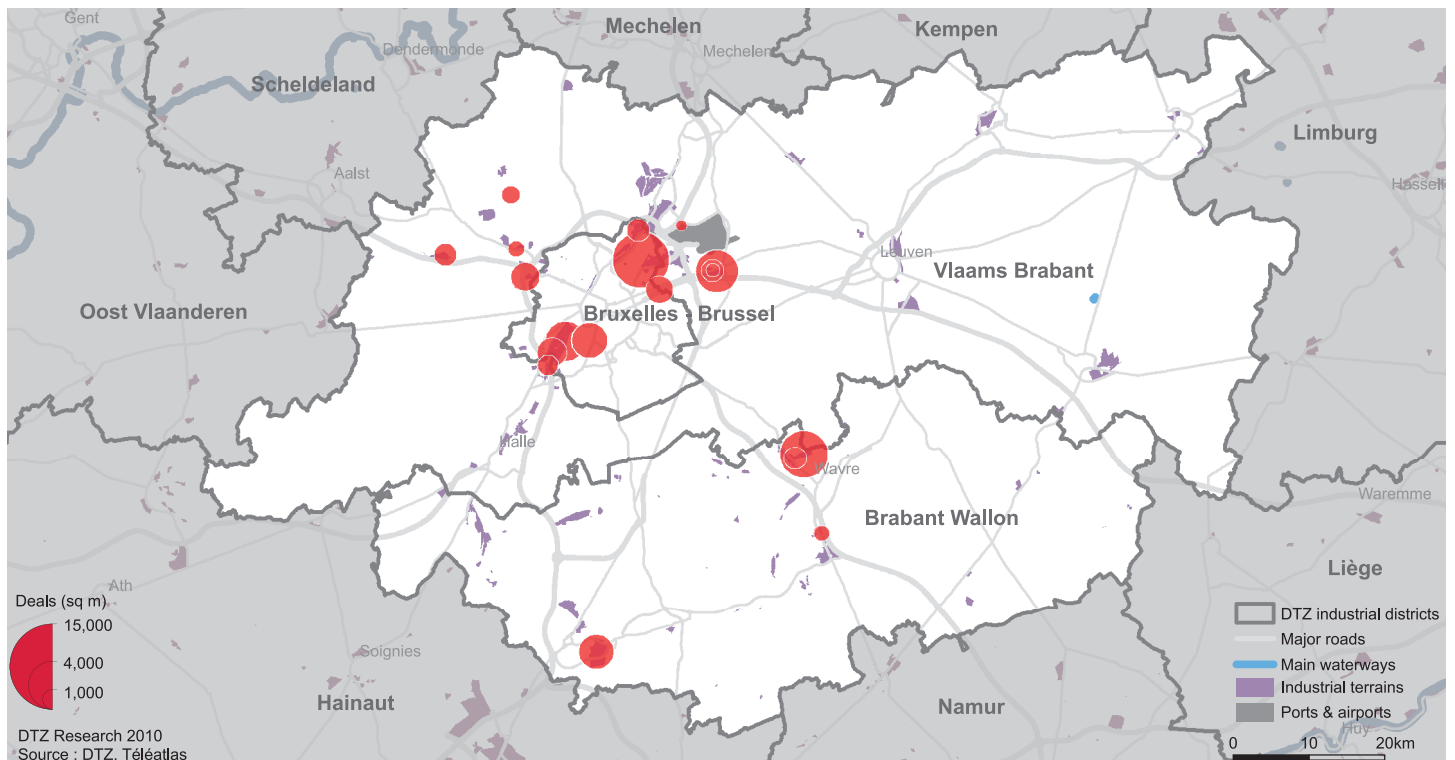 Gent
Mechelen
Kempen
Dendermonde
Mechelen
Scheldeland
Limburg
Aalst
Hasselt
Leuven
Vlaams Brabant
Oost Vlaanderen
Bruxelles - Brussel
Halle
Wavre
Waremme
Brabant Wallon
Liège
Ath
Deals (sq m)
15,000
4,000
1,000
Soignies
Hainaut
Namur
Huy
DTZ industrial districts
Major roads
Main waterways
Industrial terrains
Ports & airports
0 10 20km
DTZ Research 2010
Source : DTZ, Téléatlas